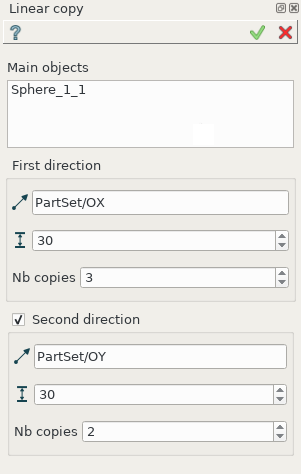 Linear copy
?
Main objects
Sphere_1_1
First direction
PartSet/OX
30
Nb copies 3
Second direction
PartSet/OY
30
Nb copies 2